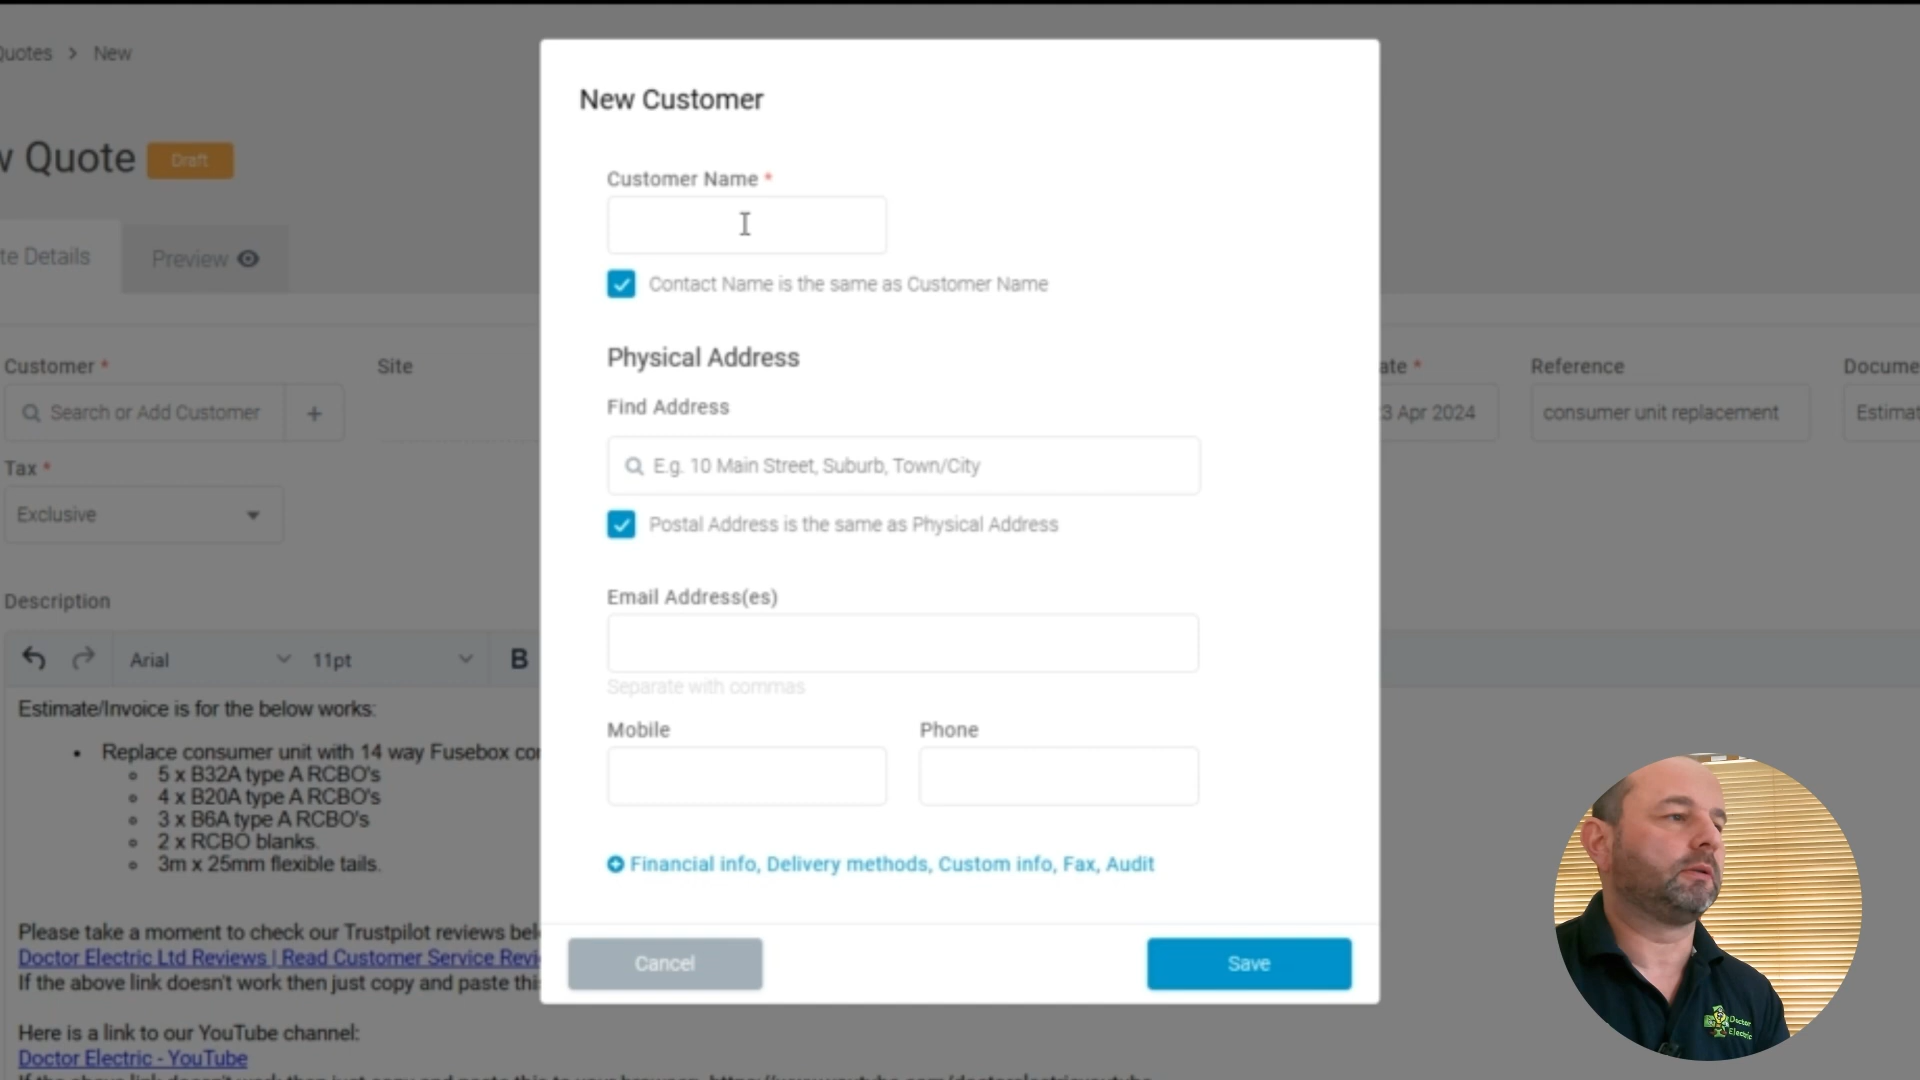 Quotes > New
New Customer
w Quote Draft
Customer Name *
te Details
Preview
Contact Name is the same as Customer Name
Physical Address
Customer *
Site
ate *
Reference
Docume
Find Address
Search or Add Customer +
3 Apr 2024
consumer unit replacement
Estimat
Tax *
E.g. 10 Main Street, Suburb, Town/City
Exclusive
Postal Address is the same as Physical Address
Description
Email Address(es)
Arial
11pt
B
Separate with commas
Estimate/Invoice is for the below works:
Mobile
Phone
Replace consumer unit with 14 way Fusebox con
5 x B32A type A RCBO's
4 x B20A type A RCBO's
3 x B6A type A RCBO's
2 x RCBO blanks.
3m x 25mm flexible tails.
Financial info, Delivery methods, Custom info, Fax, Audit
Please take a moment to check our Trustpilot reviews bel
Doctor Electric Ltd Reviews | Read Customer Service Revi
If the above link doesn't work then just copy and paste thi
Cancel
Save
Here is a link to our YouTube channel:
Doctor Electric - YouTube
Doctor
Electric